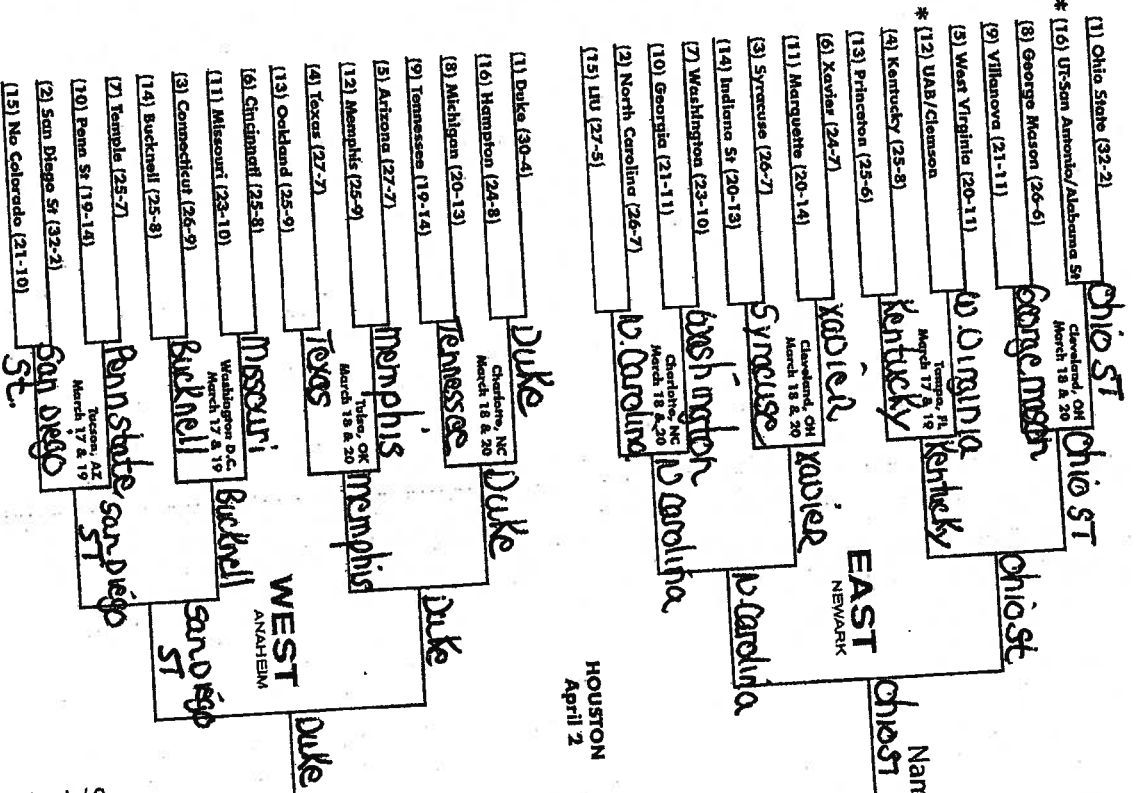 (1) Ohio State (32-2)
* (16) UT-San Antonio/Alabama St
(8) George Mason (26-6)
(9) Villanova (21-11)
(5) West Virginia (20-11)
* (12) UAB/Clemson
(4) Kentucky (25-8)
(13) Princeton (25-6)
(6) Xavier (24-7)
(11) Marquette (20-14)
(3) Syracuse (26-7)
(14) Indiana St (20-13)
(7) Washington (23-10)
(10) Georgia (21-11)
(2) North Carolina (26-7)
(15) LIU (27-5)
Ohio ST
Cleveland, OH
March 18 & 20
George mason
W. Virginia
Tampa, FL
March 17 & 19
Kentucky
Xavier
Cleveland, OH
March 18 & 20
Syracuse
Washington
Charlotte, NC
March 18 & 20
N. Carolina
Ohio ST
Kentucky
Xavier
N Carolina
Ohio St
EAST
NEWARK
N. Carolina
Ohio ST
Nam
HOUSTON
April 2
(1) Duke (30-4)
(16) Hampton (24-8)
(8) Michigan (20-13)
(9) Tennessee (19-14)
(5) Arizona (27-7)
(12) Memphis (25-9)
(4) Texas (27-7)
(13) Oakland (25-9)
(6) Cincinnati (25-8)
(11) Missouri (23-10)
(3) Connecticut (26-9)
(14) Bucknell (25-8)
(7) Temple (25-7)
(10) Penn St (19-14)
(2) San Diego St (32-2)
(15) No Colorado (21-10)
Duke
Charlotte, NC
March 18 & 20
Tennessee
memphis
Tulsa, OK
March 18 & 20
Texas
Missouri
Washington D.C.
March 17 & 19
Bucknell
Penn state
Tucson, AZ
March 17 & 19
San Diego
St.
Duke
memphis
Bucknell
San Diego
ST
Duke
WEST
ANAHEIM
San Diego
ST
Duke